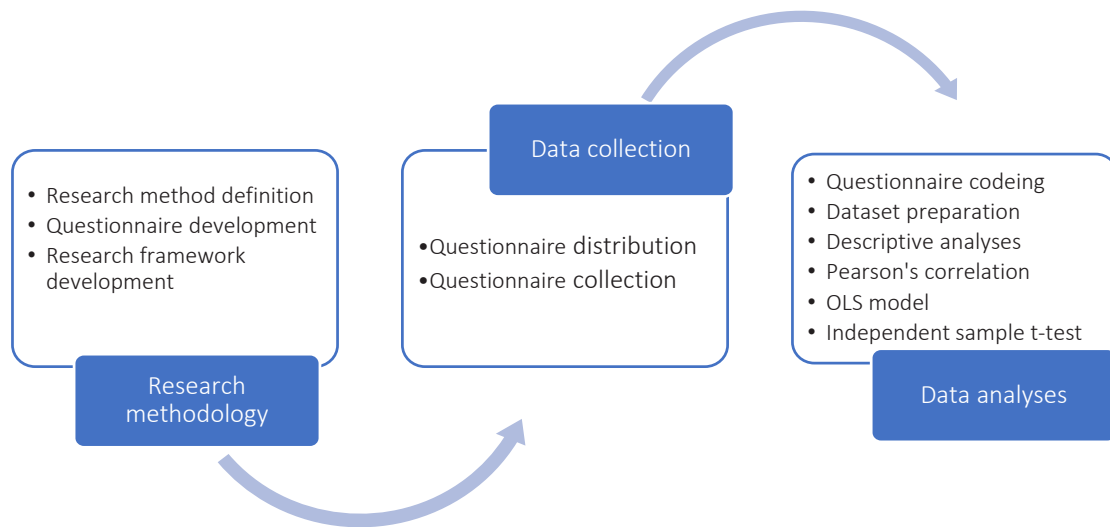 • Research method definition
• Questionnaire development
• Research framework
development
Research
methodology
Data collection
•Questionnaire distribution
•Questionnaire collection
• Questionnaire codeing
• Dataset preparation
• Descriptive analyses
• Pearson's correlation
• OLS model
• Independent sample t-test
Data analyses